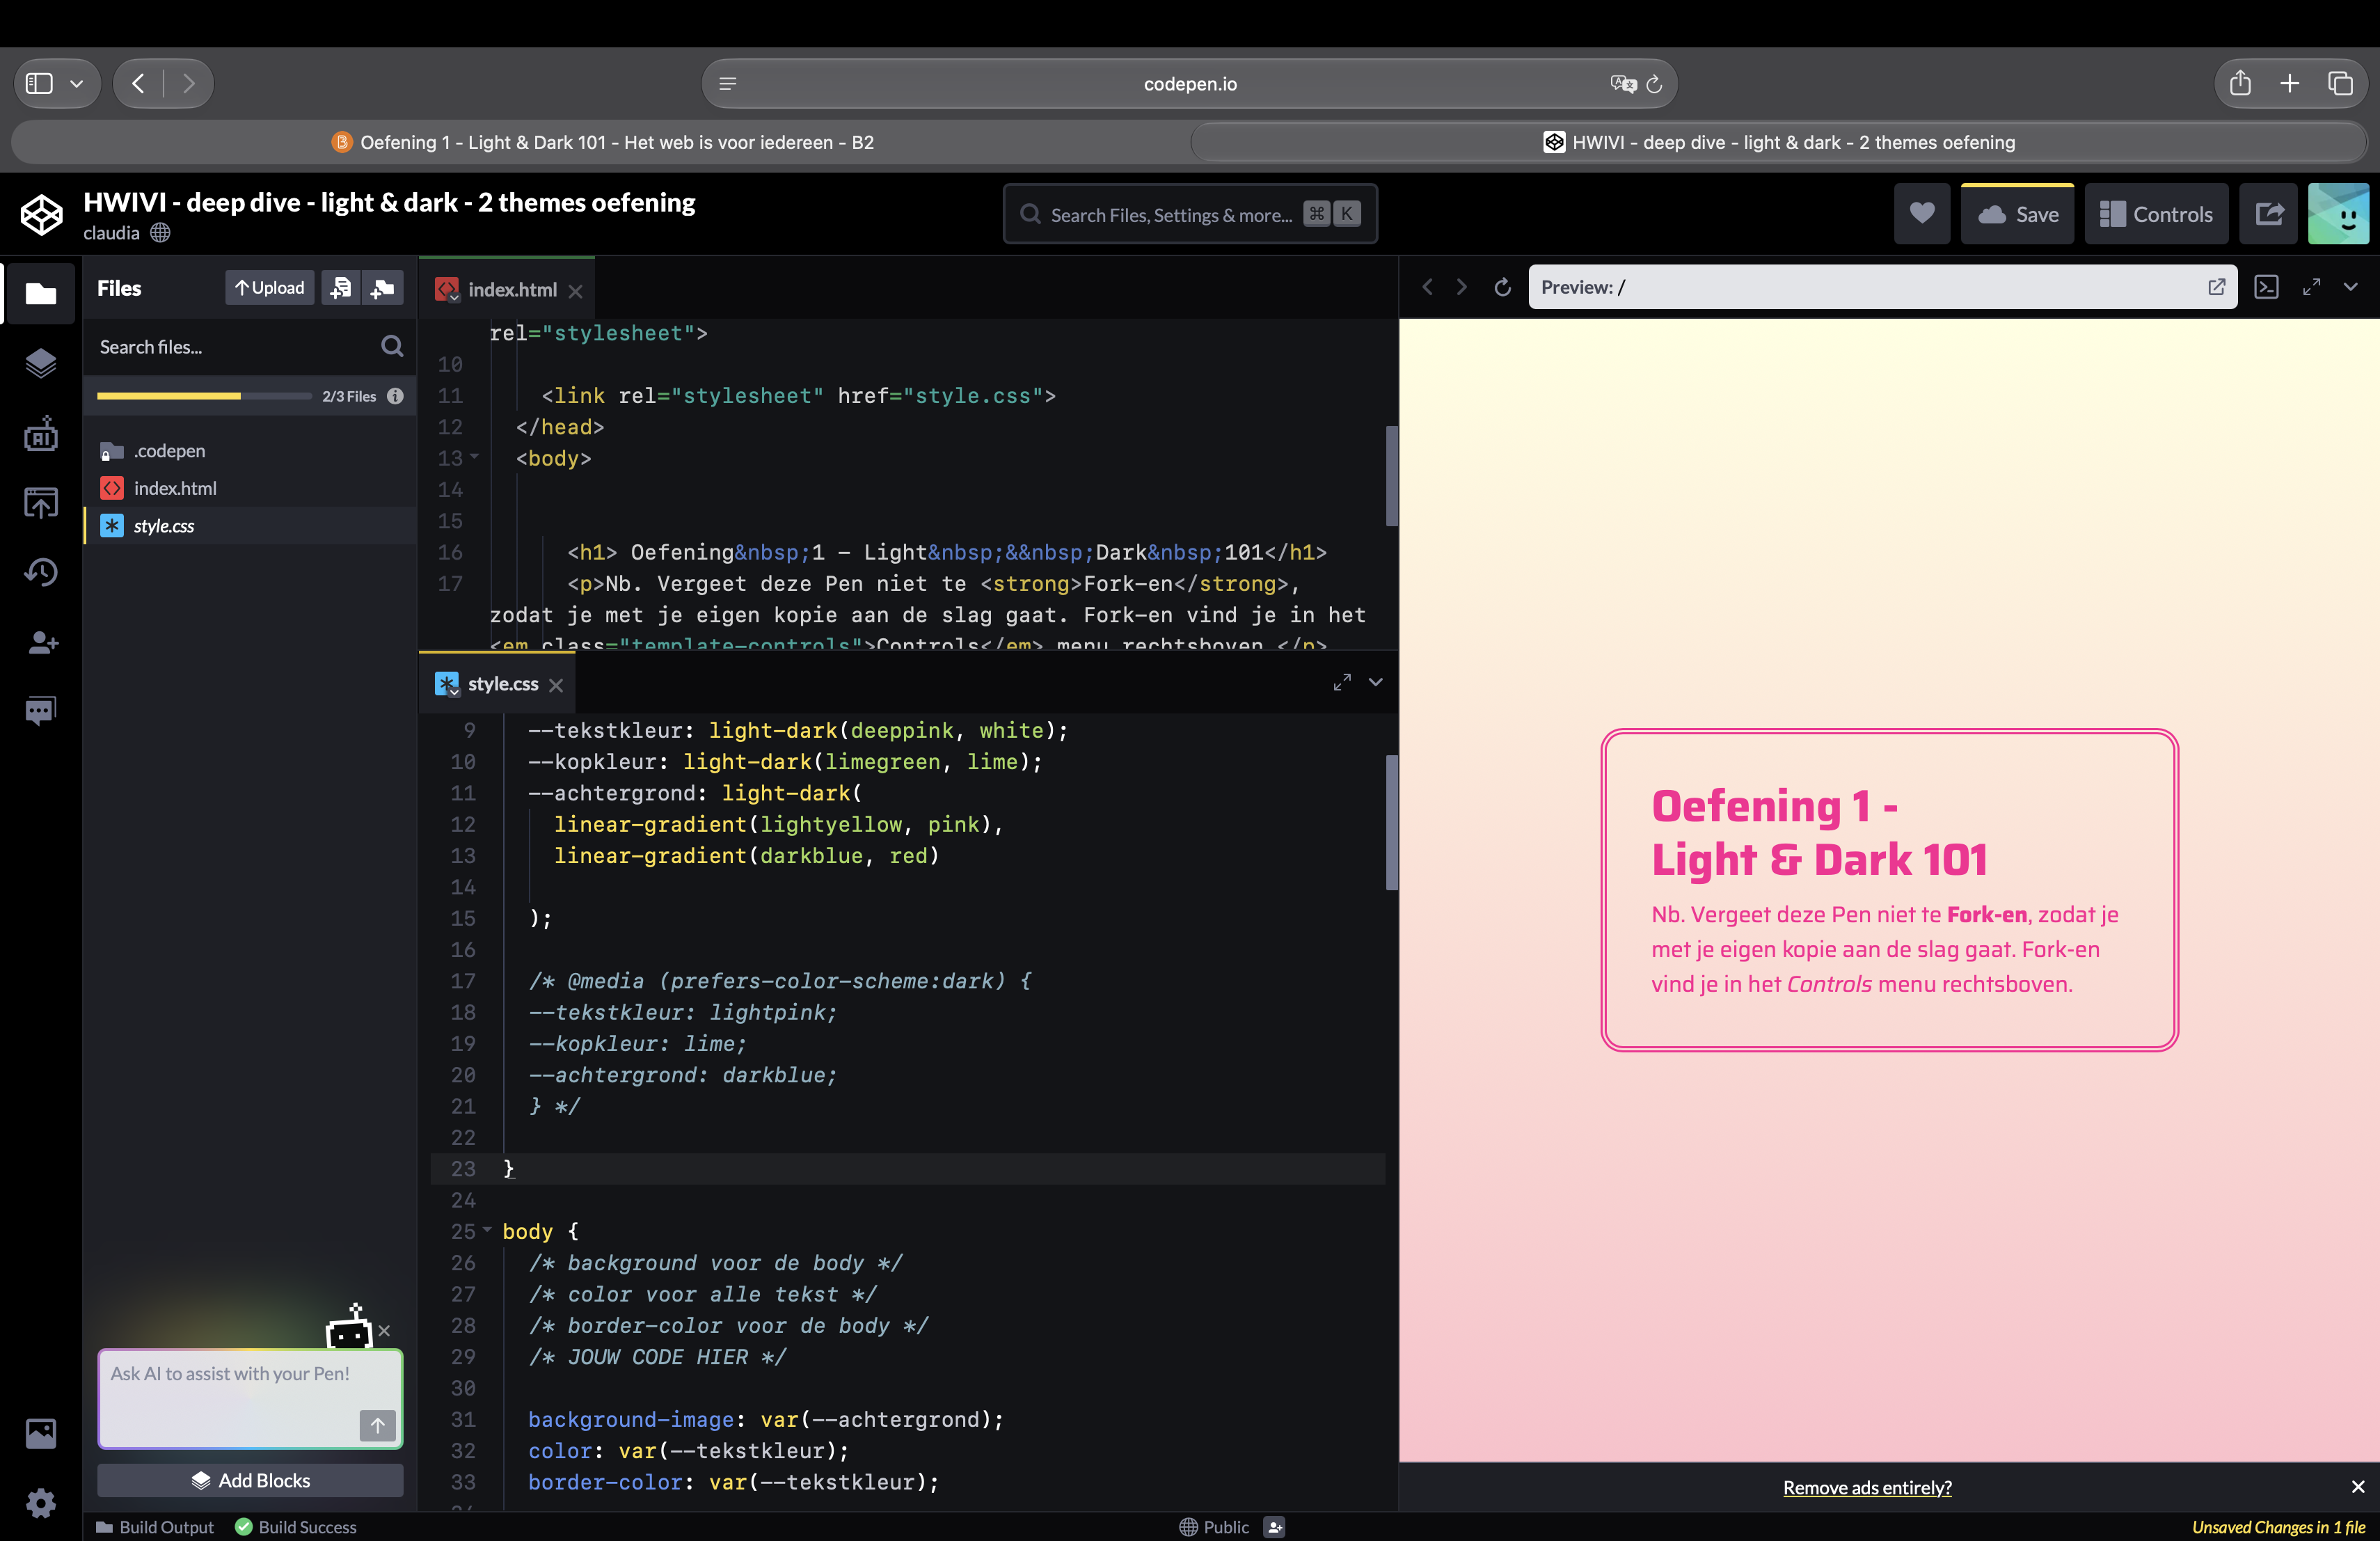 codepen.io
Oefening 1 - Light & Dark 101 - Het web is voor iedereen - B2
HWIVI - deep dive - light & dark - 2 themes oefening
HWIVI - deep dive - light & dark - 2 themes oefening
claudia
Search Files, Settings & more... ⌘ K
Save
Controls
Files
Upload
Search files...
2/3 Files
.codepen
index.html
style.css
Ask AI to assist with your Pen!
Add Blocks
index.html
rel="stylesheet">
10
11 <link rel="stylesheet" href="style.css">
12 </head>
13 <body>
14
15
16 <h1> Oefening&nbsp;1 - Light&nbsp;&&nbsp;Dark&nbsp;101</h1>
17 <p>Nb. Vergeet deze Pen niet te <strong>Fork-en</strong>,
zodat je met je eigen kopie aan de slag gaat. Fork-en vind je in het
<em class="template-controls">Controls</em> menu rechtsboven.</p>
style.css
9 --tekstkleur: light-dark(deeppink, white);
10 --kopkleur: light-dark(limegreen, lime);
11 --achtergrond: light-dark(
12 linear-gradient(lightyellow, pink),
13 linear-gradient(darkblue, red)
14
15 );
16
17 /* @media (prefers-color-scheme:dark) {
18 --tekstkleur: lightpink;
19 --kopkleur: lime;
20 --achtergrond: darkblue;
21 } */
22
23 }
24
25 body {
26 /* background voor de body */
27 /* color voor alle tekst */
28 /* border-color voor de body */
29 /* JOUW CODE HIER */
30
31 background-image: var(--achtergrond);
32 color: var(--tekstkleur);
33 border-color: var(--tekstkleur);
Preview: /
Oefening 1 -
Light & Dark 101
Nb. Vergeet deze Pen niet te Fork-en, zodat je
met je eigen kopie aan de slag gaat. Fork-en
vind je in het Controls menu rechtsboven.
Remove ads entirely?
Build Output
Build Success
Public
Unsaved Changes in 1 file